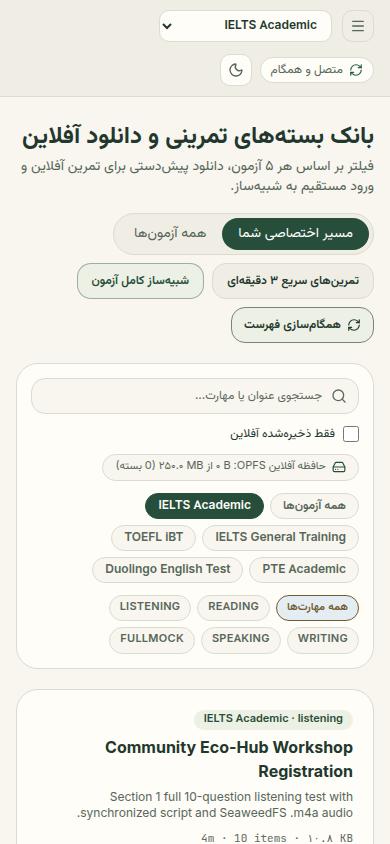 IELTS Academic
متصل و همگام
بانک بسته‌های تمرینی و دانلود آفلاین
فیلتر بر اساس هر ۵ آزمون، دانلود پیش‌دستی برای تمرین آفلاین و
ورود مستقیم به شبیه‌ساز.
مسیر اختصاصی شما
همه آزمون‌ها
تمرین‌های سریع ۳ دقیقه‌ای
شبیه‌ساز کامل آزمون
همگام‌سازی فهرست
جستجوی عنوان یا مهارت...
فقط ذخیره‌شده آفلاین
حافظه آفلاین OPFS: ۰ B از ۲۵۰.۰ MB (0 بسته)
همه آزمون‌ها
IELTS Academic
IELTS General Training
TOEFL iBT
PTE Academic
Duolingo English Test
همه مهارت‌ها
READING
LISTENING
WRITING
SPEAKING
FULLMOCK
IELTS Academic · listening
Community Eco-Hub Workshop
Registration
Section 1 full 10-question listening test with
synchronized script and SeaweedFS .m4a audio.
4m · 10 items · ۱۰.۸ KB